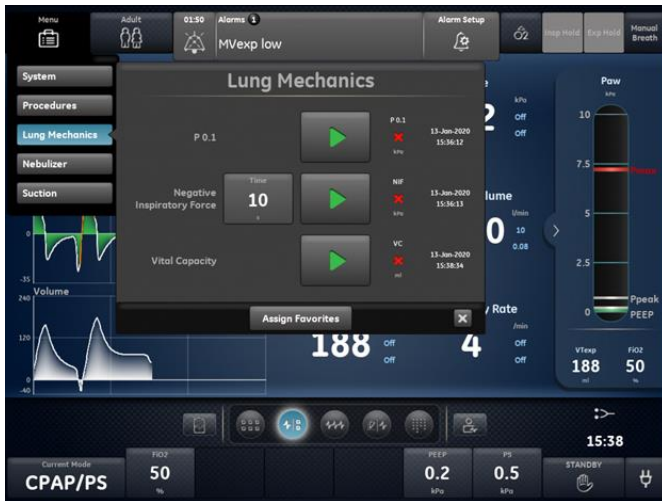 Menu
Adult
01:50
Alarms 1
MVexp low
Alarm Setup
O2
Insp Hold
Exp Hold
Manual Breath
System
Procedures
Lung Mechanics
Nebulizer
Suction
Lung Mechanics
P 0.1
P 0.1
kPa
13-Jan-2020
15:36:12
Negative
Inspiratory Force
Time
10
s
NIF
kPa
13-Jan-2020
15:36:13
Vital Capacity
VC
ml
13-Jan-2020
15:38:34
Assign Favorites
kPa
Off
Off
lume
l/min
0
10
0.08
y Rate
/min
188
Off
Off
4
Off
Off
0
-35
Volume
240
120
0
-40
Paw
kPa
10
7.5
Pmax
5
2.5
0
Ppeak
PEEP
VTexp
188
ml
FiO2
50
%
15:38
Current Mode
CPAP/PS
FiO2
50
%
PEEP
0.2
kPa
PS
0.5
kPa
STANDBY